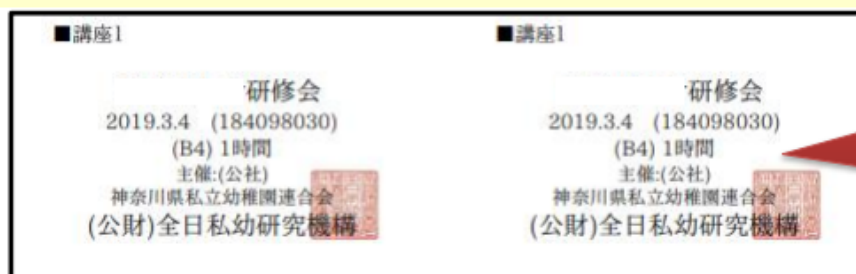 ■講座1
研修会
2019.3.4 (184098030)
(B4) 1時間
主催:(公社)
神奈川県私立幼稚園連合会
(公財)全日私幼研究機構
■講座1
研修会
2019.3.4 (184098030)
(B4) 1時間
主催:(公社)
神奈川県私立幼稚園連合会
(公財)全日私幼研究機構